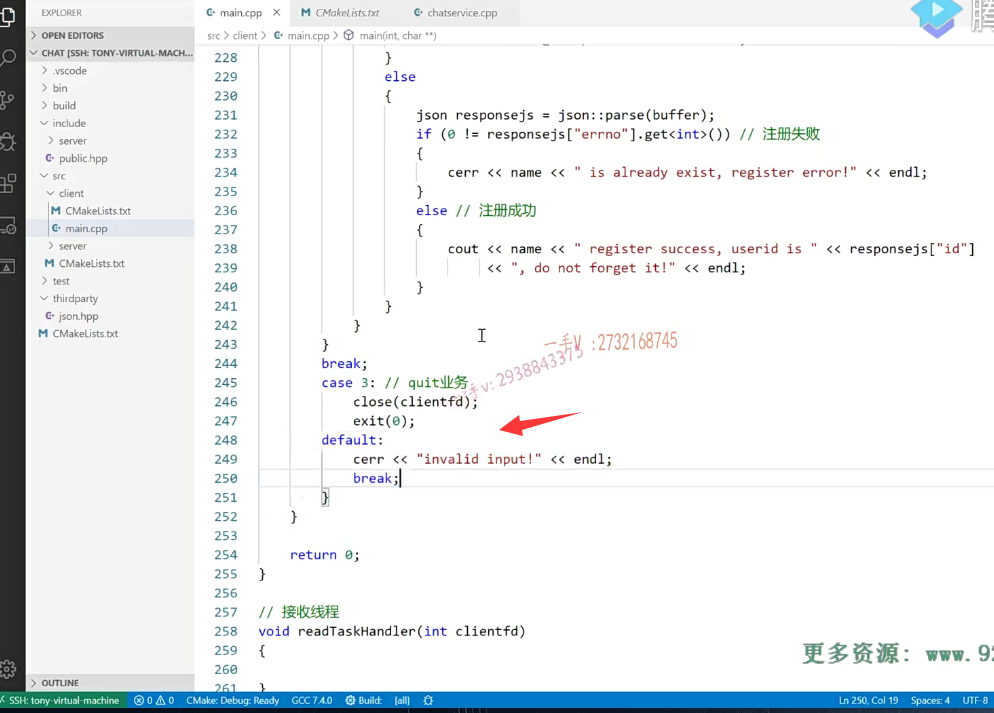 EXPLORER
main.cpp
CMakeLists.txt
chatservice.cpp
OPEN EDITORS
src > client > main.cpp > main(int, char **)
CHAT [SSH: TONY-VIRTUAL-MACH...
.vscode
bin
build
include
server
public.hpp
src
client
CMakeLists.txt
main.cpp
server
CMakeLists.txt
test
thirdparty
json.hpp
CMakeLists.txt
OUTLINE
228 }
229 else
230 {
231 json responsejs = json::parse(buffer);
232 if (0 != responsejs["errno"].get<int>()) // 注册失败
233 {
234 cerr << name << " is already exist, register error!" << endl;
235 }
236 else // 注册成功
237 {
238 cout << name << " register success, userid is " << responsejs["id"]
239 << ", do not forget it!" << endl;
240 }
241 }
242 }
243 }
244 break;
245 case 3: // quit业务
246 close(clientfd);
247 exit(0);
248 default:
249 cerr << "invalid input!" << endl;
250 break;
251 }
252 }
253
254 return 0;
255 }
256
257 // 接收线程
258 void readTaskHandler(int clientfd)
259 {
260
261 }
一手V :2732168745
手v:2938843375
更多资源: www.92
SSH: tony-virtual-machine
0 0
CMake: Debug: Ready
GCC 7.4.0
Build:
[all]
Ln 250, Col 19
Spaces: 4
UTF-8